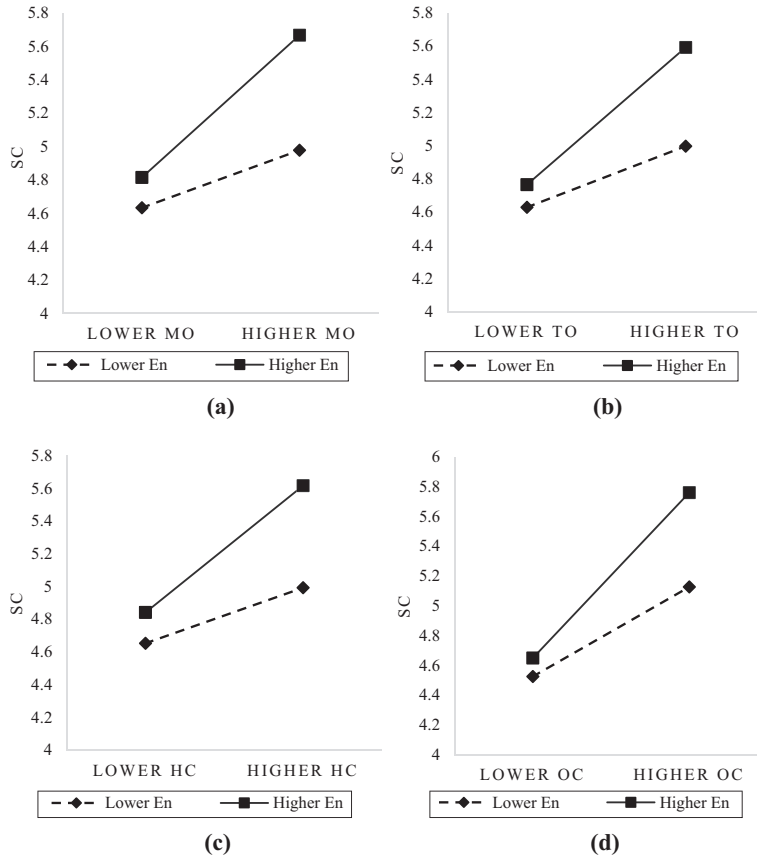 5.8
5.6
5.4
5.2
5
4.8
4.6
4.4
4.2
4
SC
LOWER MO HIGHER MO
Lower En Higher En
(a)
5.8
5.6
5.4
5.2
5
4.8
4.6
4.4
4.2
4
SC
LOWER TO HIGHER TO
Lower En Higher En
(b)
5.8
5.6
5.4
5.2
5
4.8
4.6
4.4
4.2
4
SC
LOWER HC HIGHER HC
Lower En Higher En
(c)
6
5.8
5.6
5.4
5.2
5
4.8
4.6
4.4
4.2
4
SC
LOWER OC HIGHER OC
Lower En Higher En
(d)